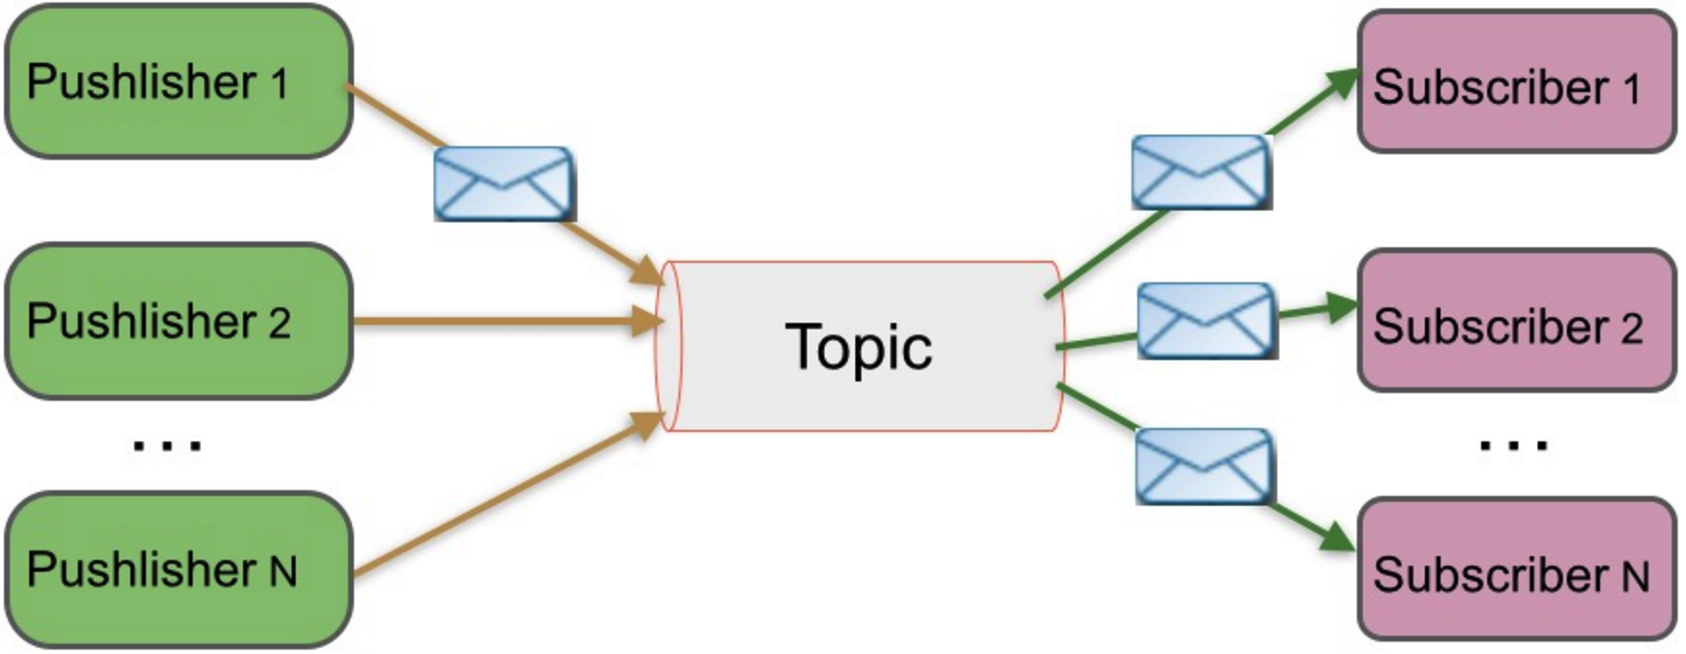 Pushlisher 1
Subscriber 1
Pushlisher 2
Topic
Subscriber 2
...
...
Pushlisher N
Subscriber N